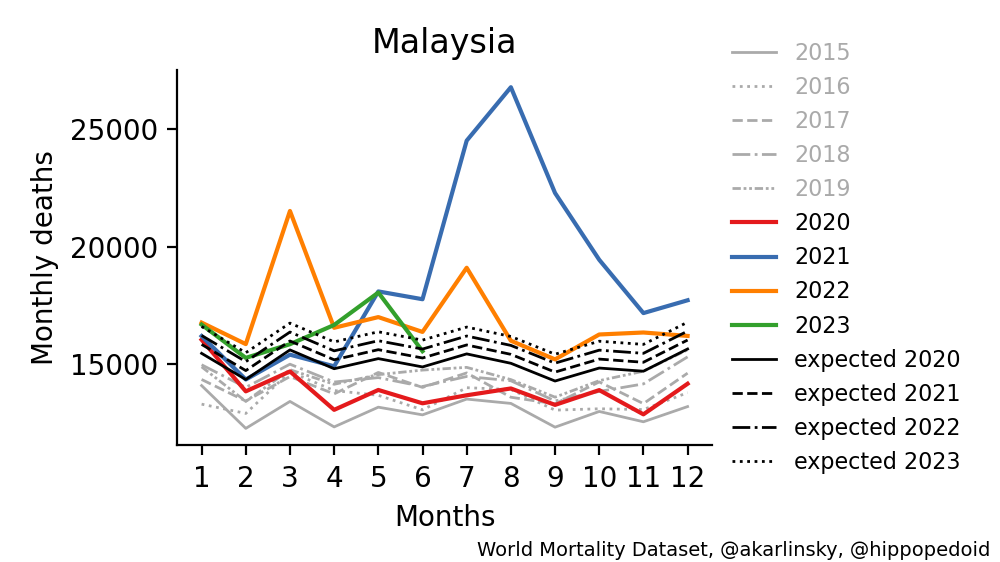 Malaysia
Monthly deaths
25000
20000
15000
1 2 3 4 5 6 7 8 9 10 11 12
Months
2015
2016
2017
2018
2019
2020
2021
2022
2023
expected 2020
expected 2021
expected 2022
expected 2023
World Mortality Dataset, @akarlinsky, @hippopedoid